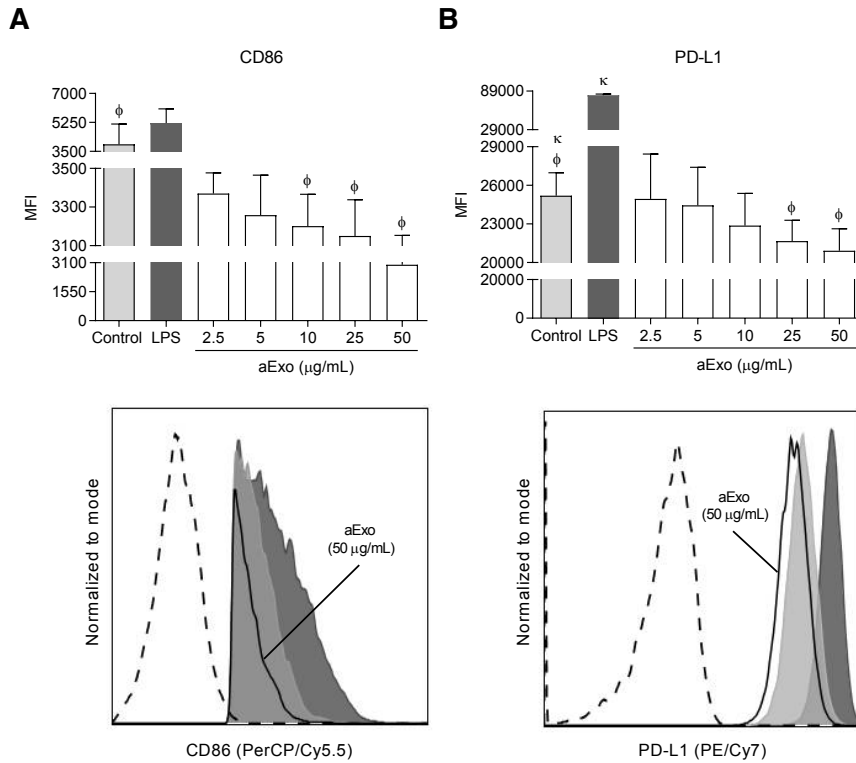 A
CD86
MFI
7000
5250
3500
3500
3300
3100
3100
1550
0
ϕ
ϕ
ϕ
ϕ
Control LPS 2.5 5 10 25 50
aExo (μg/mL)
B
PD-L1
MFI
89000
29000
29000
26000
23000
20000
20000
0
κ
ϕ
κ
ϕ
ϕ
Control LPS 2.5 5 10 25 50
aExo (μg/mL)
Normalized to mode
aExo
(50 μg/mL)
CD86 (PerCP/Cy5.5)
Normalized to mode
aExo
(50 μg/mL)
PD-L1 (PE/Cy7)